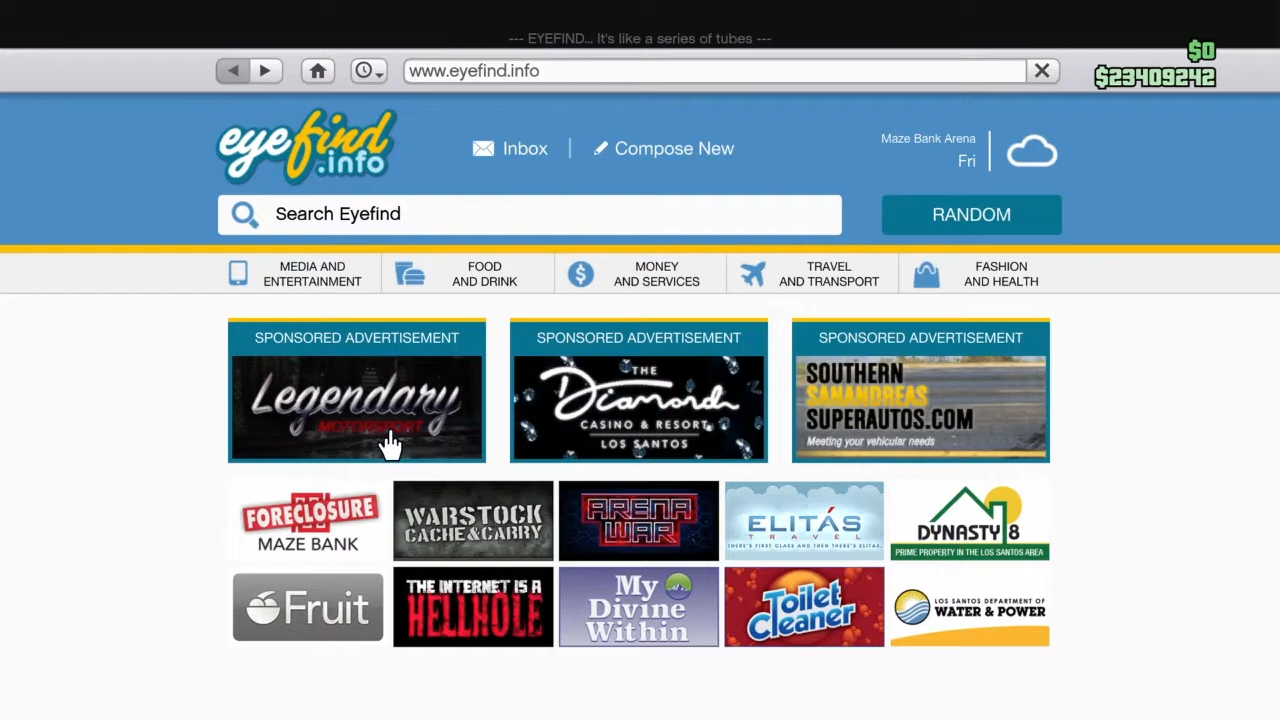 --- EYEFIND... It's like a series of tubes ---
$0
www.eyefind.info
$23409242
eyefind
.info
Inbox
Compose New
Maze Bank Arena
Fri
Search Eyefind
RANDOM
MEDIA AND
ENTERTAINMENT
FOOD
AND DRINK
MONEY
AND SERVICES
TRAVEL
AND TRANSPORT
FASHION
AND HEALTH
SPONSORED ADVERTISEMENT
Legendary
MOTORSPORT
SPONSORED ADVERTISEMENT
THE
Diamond
CASINO & RESORT
LOS SANTOS
SPONSORED ADVERTISEMENT
SOUTHERN
SANANDREAS
SUPERAUTOS.COM
Meeting your vehicular needs
FORECLOSURE
MAZE BANK
WARSTOCK
CACHE&CARRY
ARENA
WAR
ELITÁS
TRAVEL
THERE'S FIRST CLASS AND THEN THERE'S ELITAS
DYNASTY 8
PRIME PROPERTY IN THE LOS SANTOS AREA
Fruit
THE INTERNET IS A
HELLHOLE
My
Divine
Within
Toilet
Cleaner
LOS SANTOS DEPARTMENT OF
WATER & POWER